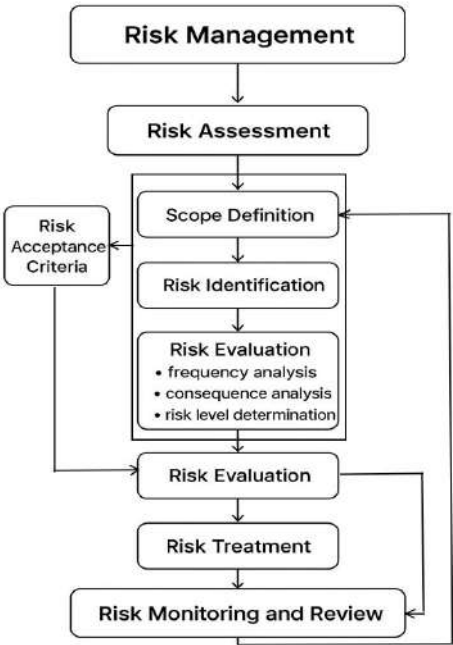 Risk Management
Risk Assessment
Scope Definition
Risk
Acceptance
Criteria
Risk Identification
Risk Evaluation
• frequency analysis
• consequence analysis
• risk level determination
Risk Evaluation
Risk Treatment
Risk Monitoring and Review